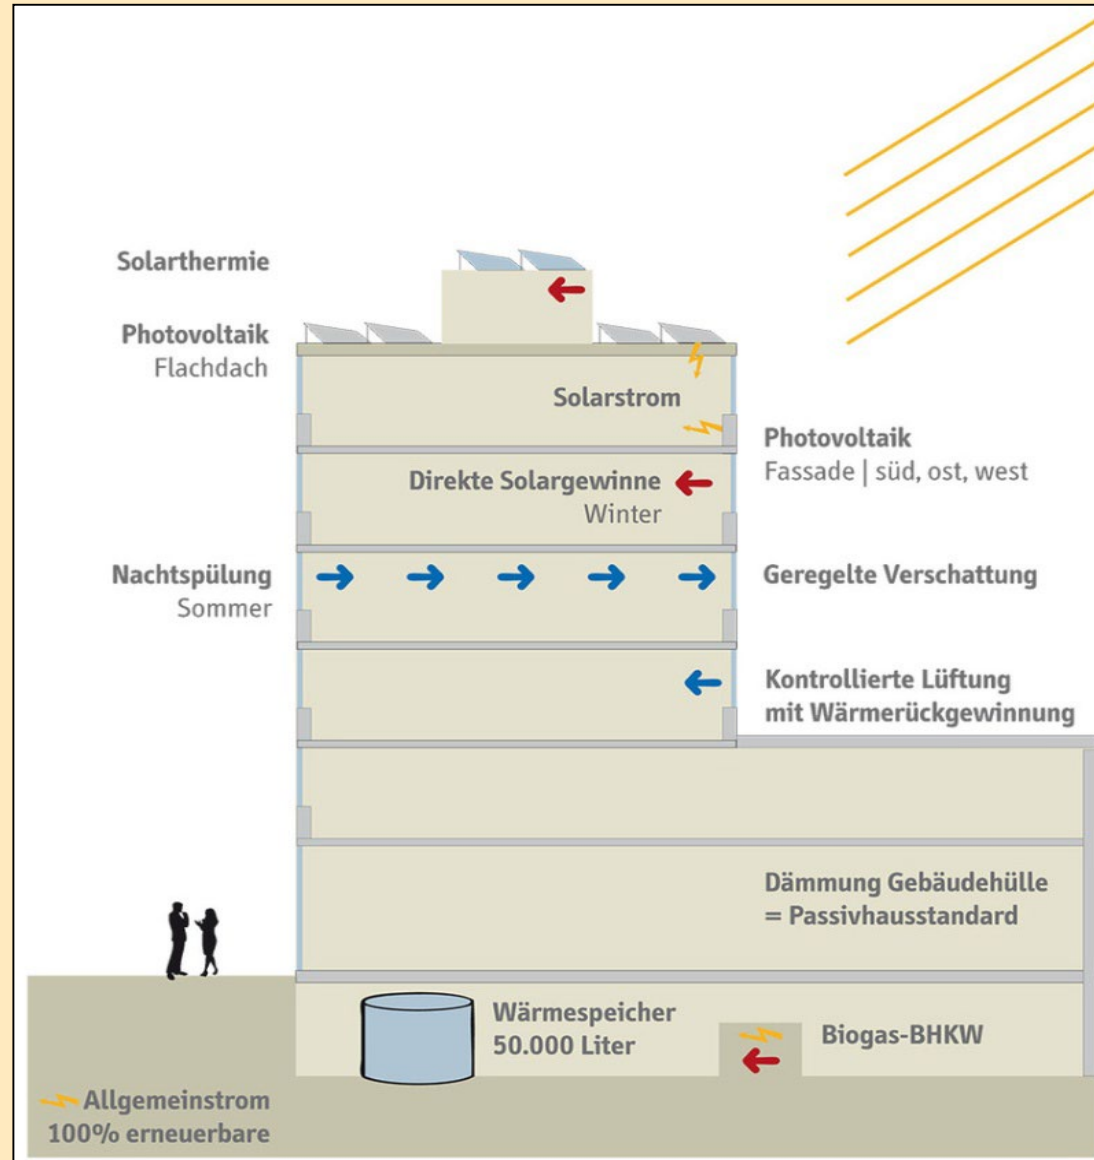 Solarthermie
Photovoltaik
Flachdach
Solarstrom
Photovoltaik
Fassade | süd, ost, west
Direkte Solargewinne
Winter
Nachtspülung
Sommer
Geregelte Verschattung
Kontrollierte Lüftung
mit Wärmerückgewinnung
Dämmung Gebäudehülle
= Passivhausstandard
Wärmespeicher
50.000 Liter
Biogas-BHKW
Allgemeinstrom
100% erneuerbare